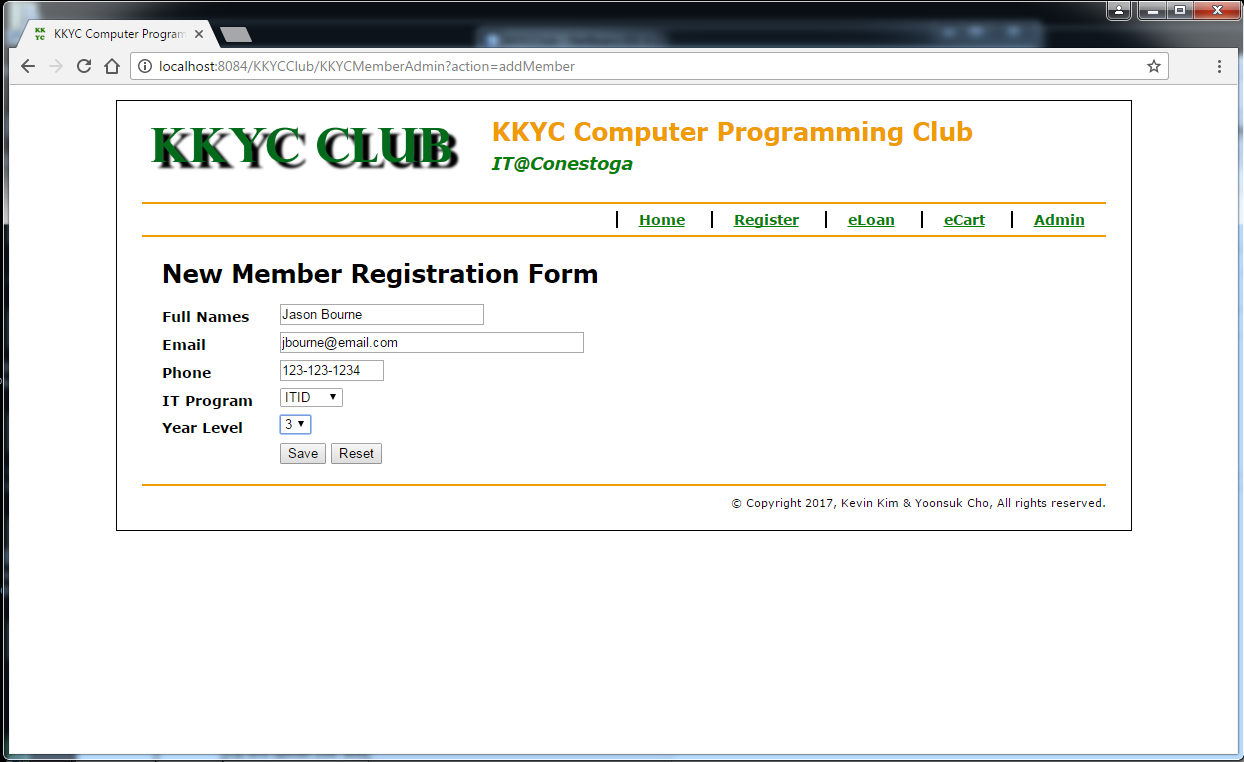 KK
YC
KKYC Computer Program
localhost:8084/KKYCClub/KKYCMemberAdmin?action=addMember
KKYC CLUB
KKYC Computer Programming Club
IT@Conestoga
Home Register eLoan eCart Admin
New Member Registration Form
Full Names Jason Bourne
Email jbourne@email.com
Phone 123-123-1234
IT Program ITID
Year Level 3
Save Reset
© Copyright 2017, Kevin Kim & Yoonsuk Cho, All rights reserved.